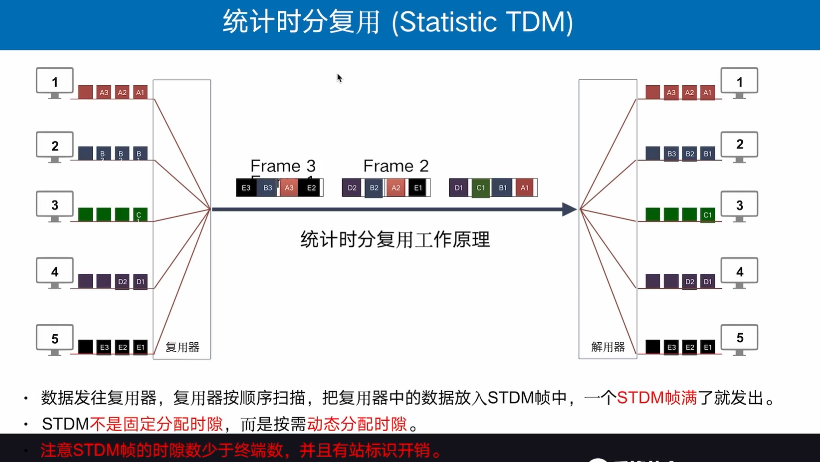 统计时分复用 (Statistic TDM)
1 A3 A2 A1
2 B B B
3 C
4 D2 D1
5 E3 E2 E1
复用器
Frame 3 Frame 2
E3 B3 A3 E2 D2 B2 A2 E1 D1 C1 B1 A1
统计时分复用工作原理
A3 A2 A1 1
B3 B2 B1 2
C1 3
D2 D1 4
E3 E2 E1 5
解用器
· 数据发往复用器，复用器按顺序扫描，把复用器中的数据放入STDM帧中，一个STDM帧满了就发出。
· STDM不是固定分配时隙，而是按需动态分配时隙。
· 注意STDM帧的时隙数少于终端数，并且有站标识开销。